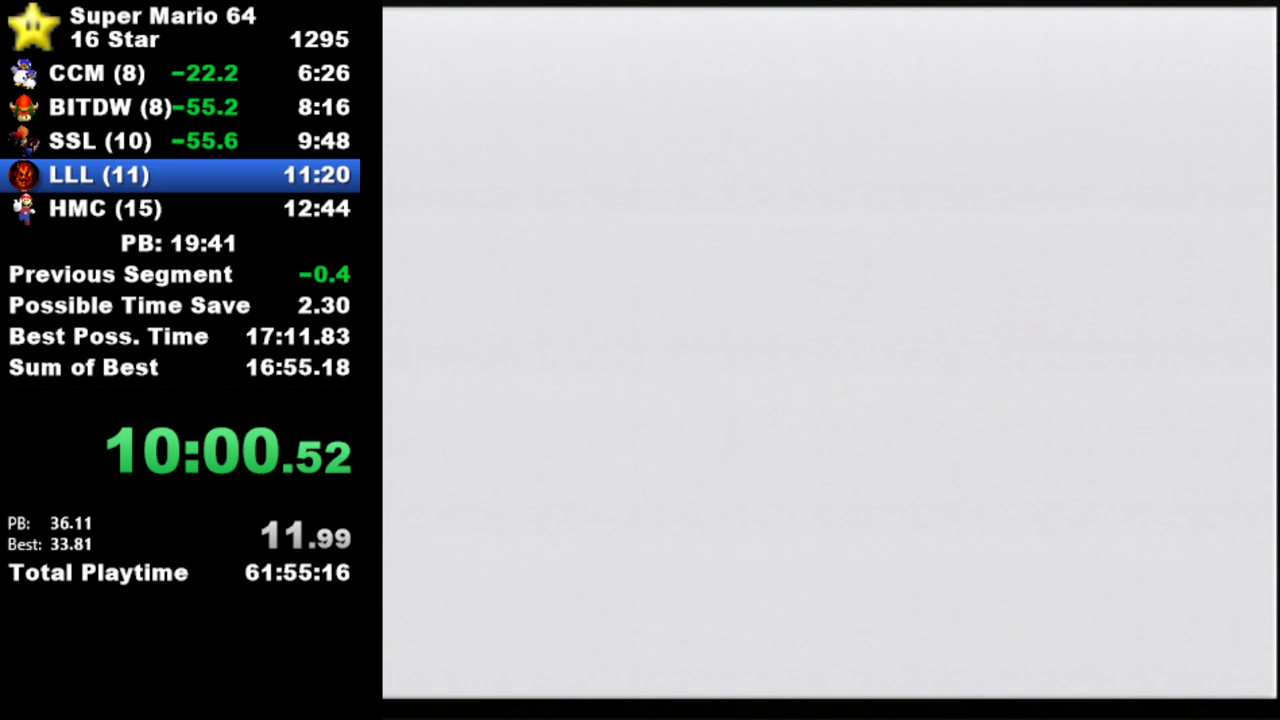 Super Mario 64
16 Star 1295
CCM (8) -22.2 6:26
BITDW (8) -55.2 8:16
SSL (10) -55.6 9:48
LLL (11) 11:20
HMC (15) 12:44
PB: 19:41
Previous Segment -0.4
Possible Time Save 2.30
Best Poss. Time 17:11.83
Sum of Best 16:55.18
10:00.52
PB: 36.11
Best: 33.81
11.99
Total Playtime 61:55:16